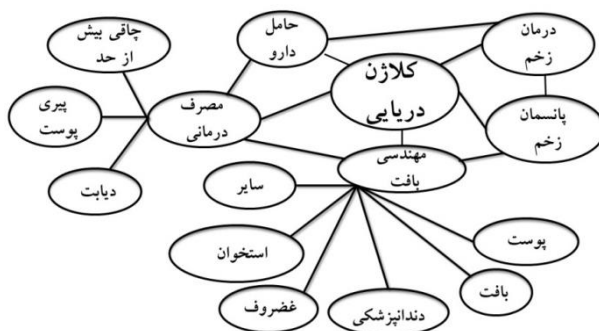 چاقی بیش
از حد
حامل
دارو
درمان
زخم
کلاژن
دریایی
پیری
پوست
مصرف
درمانی
پانسمان
زخم
مهندسی
بافت
دیابت
سایر
پوست
استخوان
بافت
غضروف
دندانپزشکی